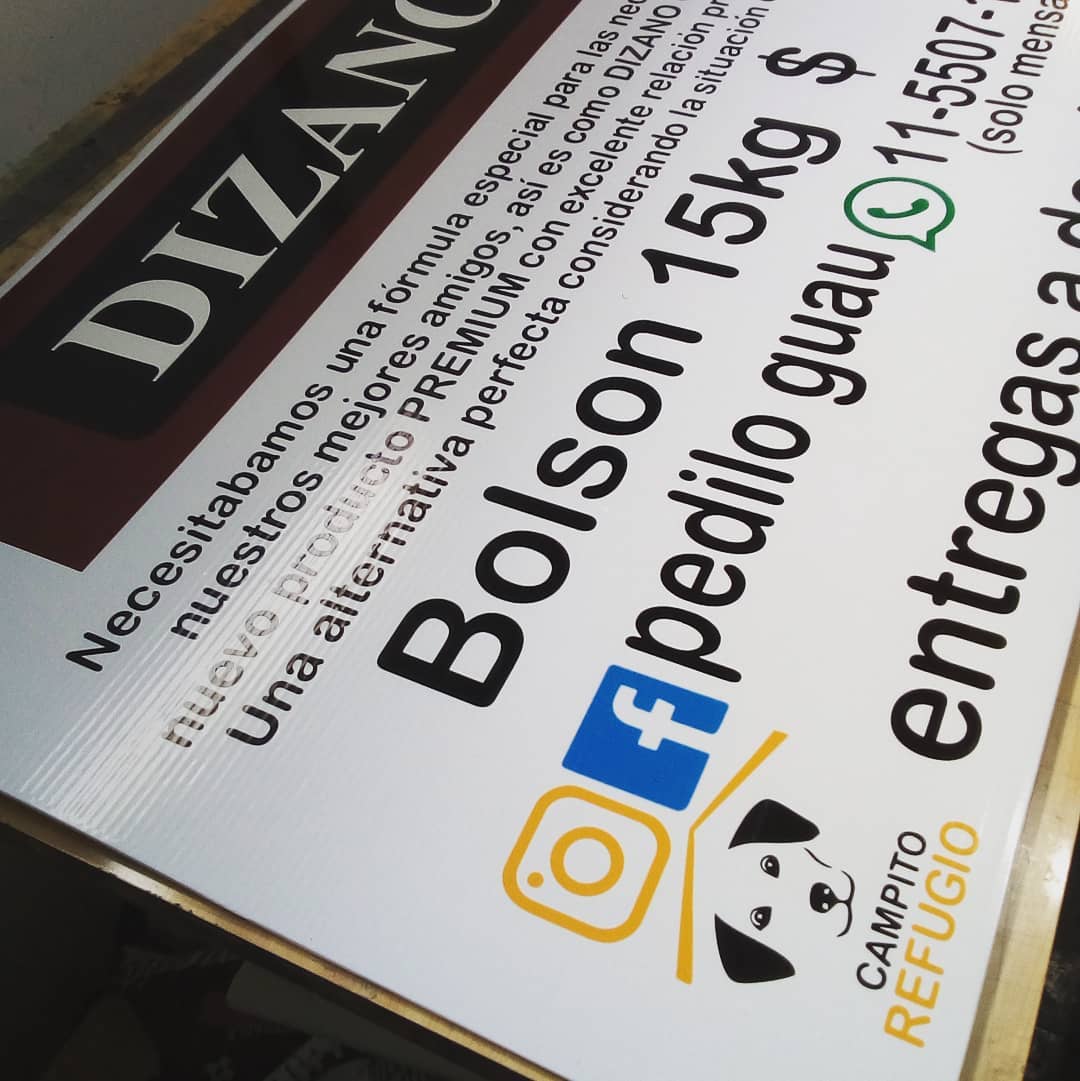 DIZANO
Necesitabamos una fórmula especial para las
nuestros mejores amigos, así es como DIZANO
nuevo producto PREMIUM con excelente relación
Una alternativa perfecta considerando la situación
Bolson 15kg $
pedilo guau 11-5507-
(solo
entregas a
CAMPITO
REFUGIO